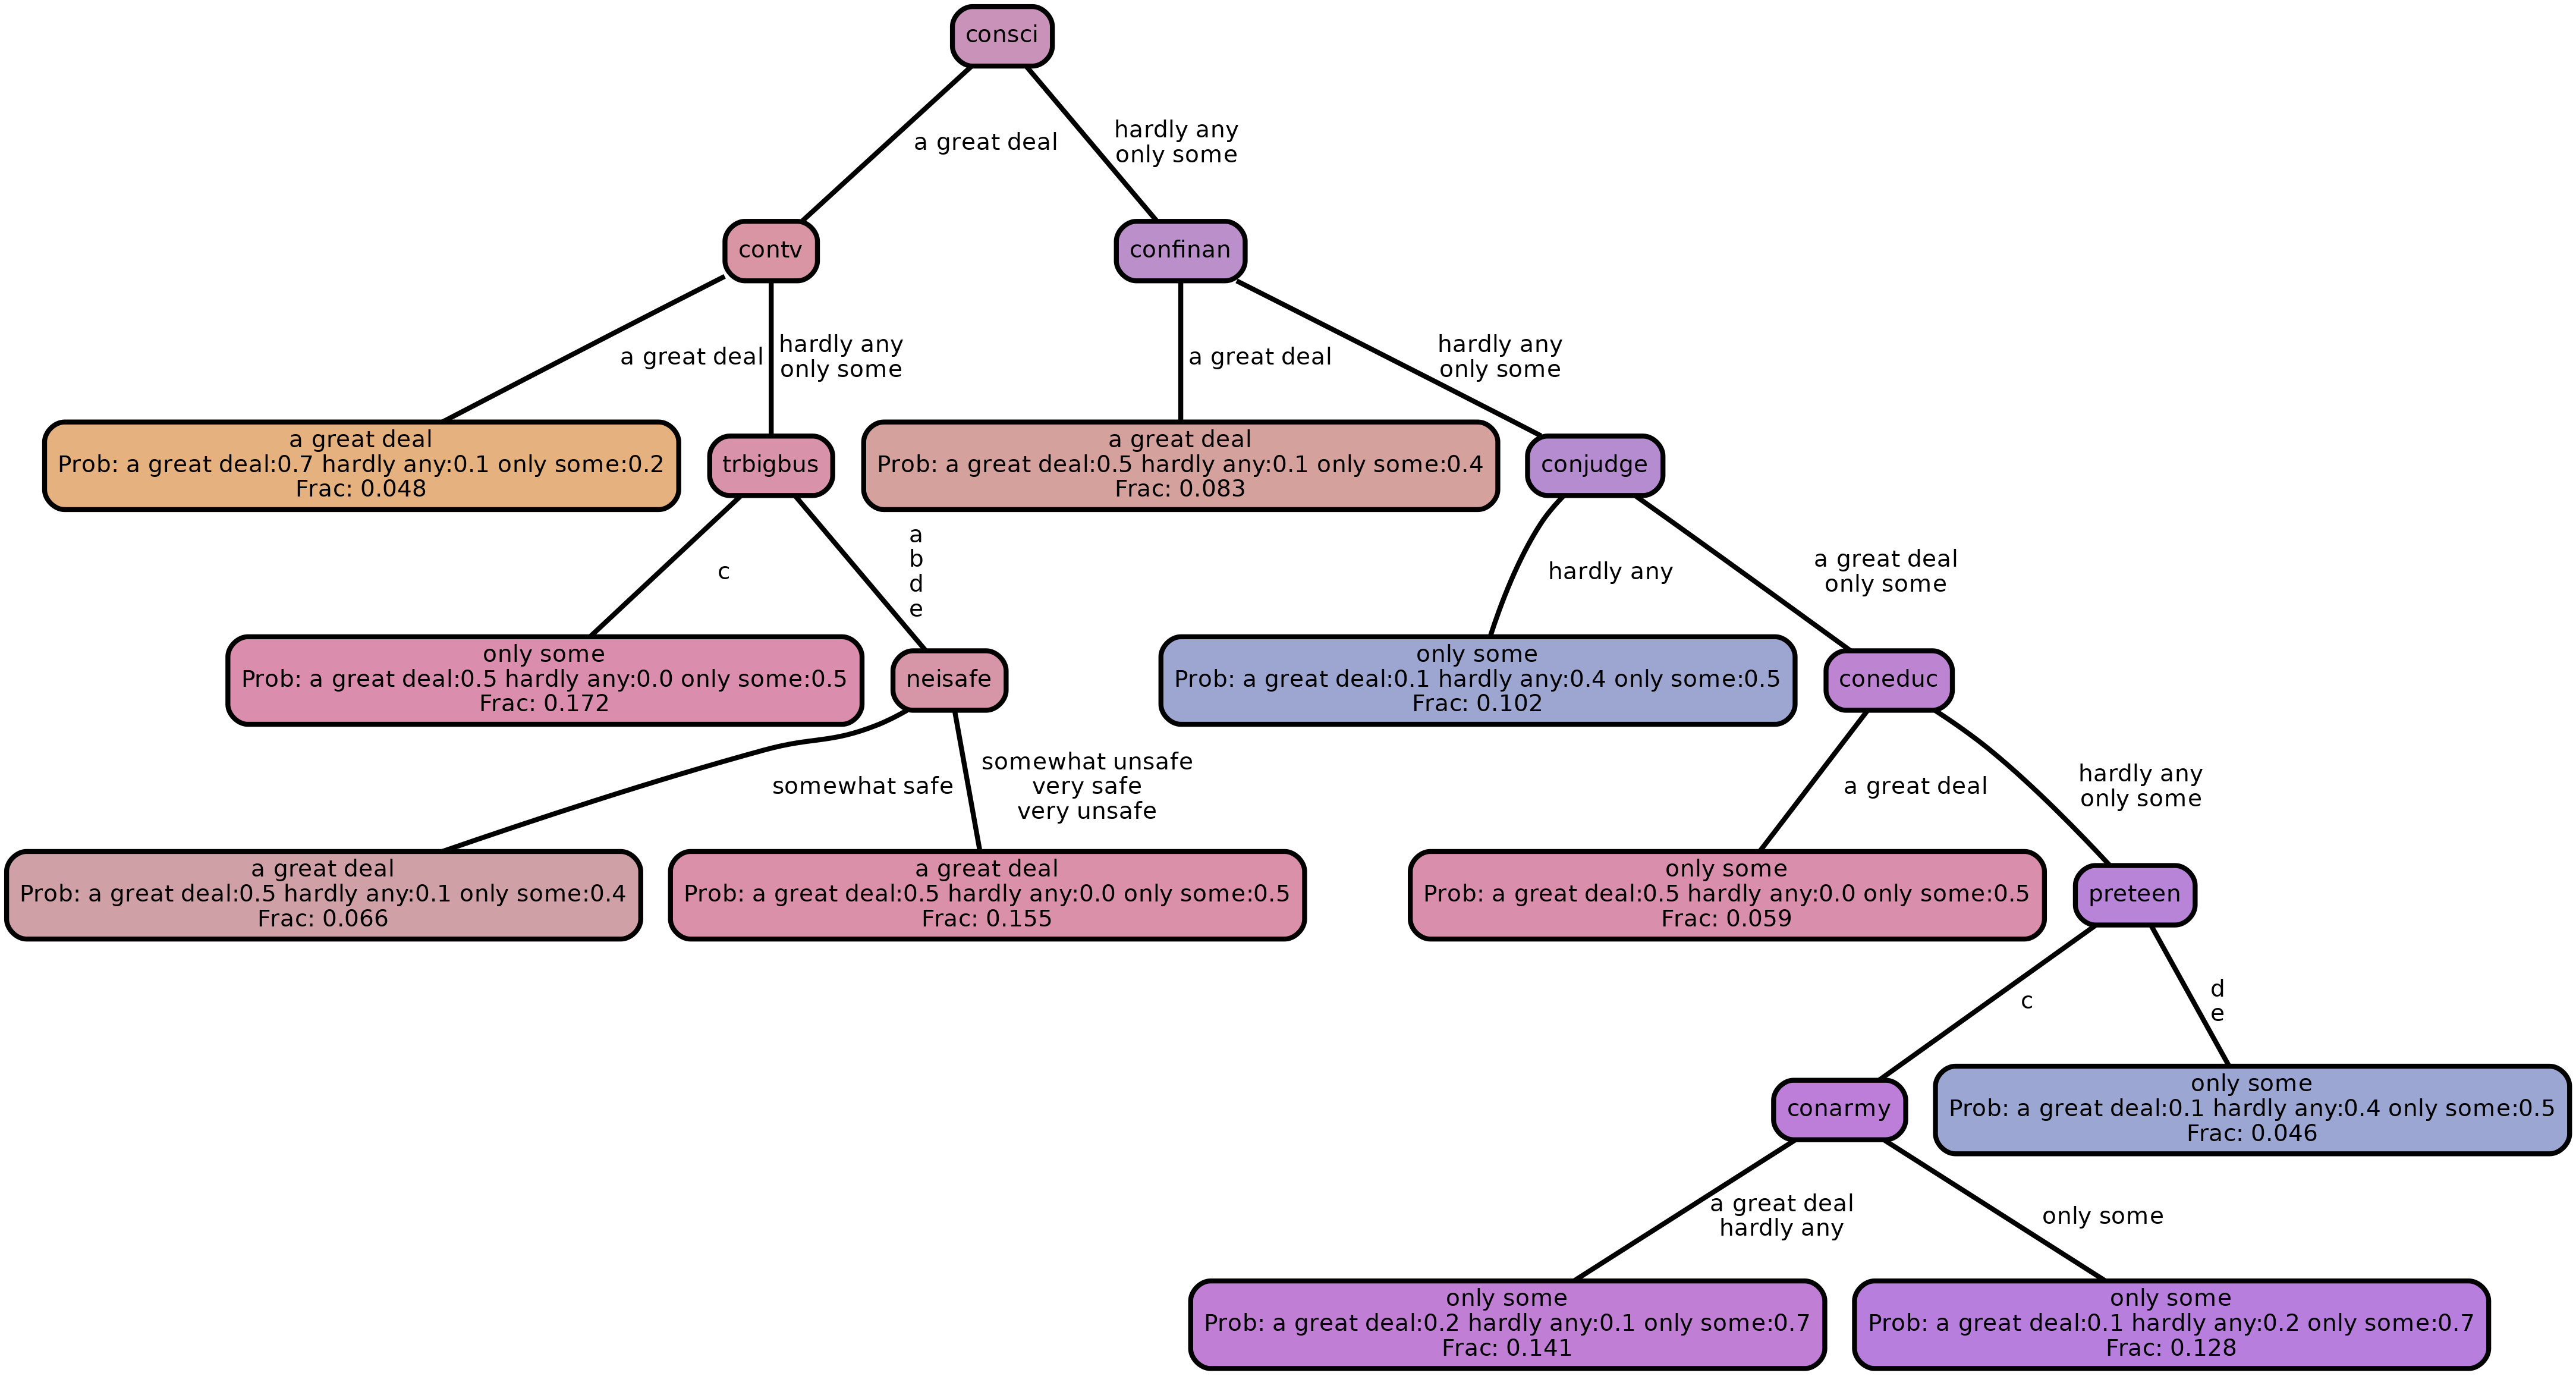 consci
a great deal
hardly any
only some
contv
confinan
a great deal
hardly any
only some
a great deal
hardly any
only some
a great deal
Prob: a great deal:0.7 hardly any:0.1 only some:0.2
Frac: 0.048
trbigbus
a great deal
Prob: a great deal:0.5 hardly any:0.1 only some:0.4
Frac: 0.083
conjudge
c
a
b
d
e
hardly any
a great deal
only some
only some
Prob: a great deal:0.5 hardly any:0.0 only some:0.5
Frac: 0.172
neisafe
only some
Prob: a great deal:0.1 hardly any:0.4 only some:0.5
Frac: 0.102
coneduc
somewhat safe
somewhat unsafe
very safe
very unsafe
a great deal
hardly any
only some
a great deal
Prob: a great deal:0.5 hardly any:0.1 only some:0.4
Frac: 0.066
a great deal
Prob: a great deal:0.5 hardly any:0.0 only some:0.5
Frac: 0.155
only some
Prob: a great deal:0.5 hardly any:0.0 only some:0.5
Frac: 0.059
preteen
c
d
e
conarmy
only some
Prob: a great deal:0.1 hardly any:0.4 only some:0.5
Frac: 0.046
a great deal
hardly any
only some
only some
Prob: a great deal:0.2 hardly any:0.1 only some:0.7
Frac: 0.141
only some
Prob: a great deal:0.1 hardly any:0.2 only some:0.7
Frac: 0.128